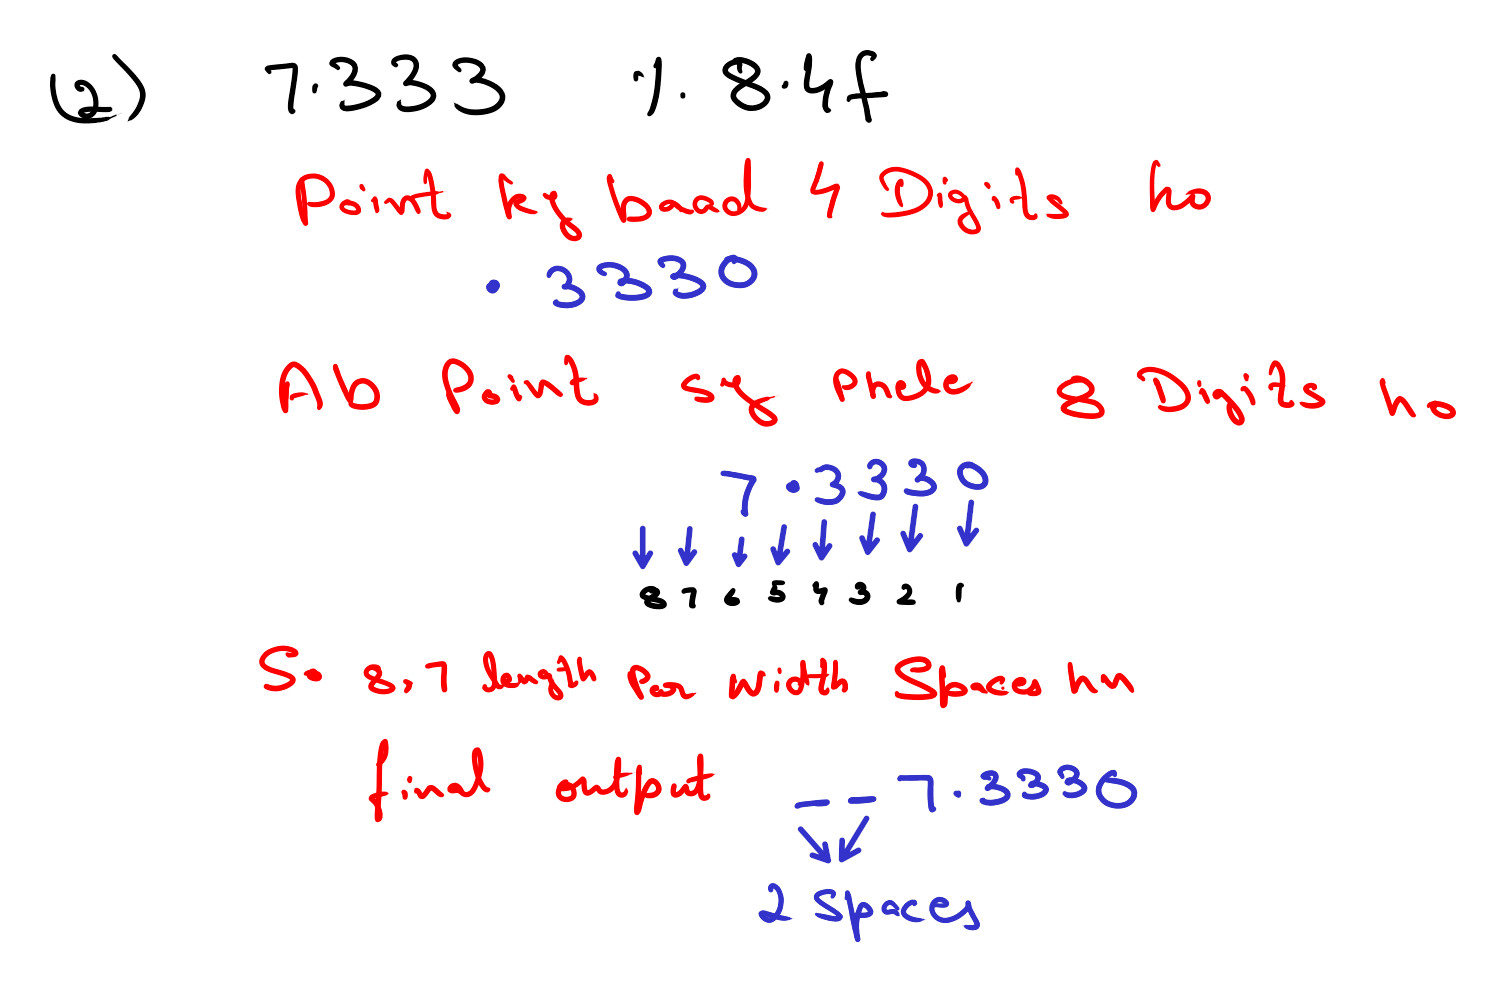 (2) 7.333 %. 8.4f
Point ky baad 4 Digits ho
. 3330
Ab Point sy phele 8 Digits ho
7.3330
8 7 6 5 4 3 2 1
So 8,7 length par width Spaces hn
final output _ _ 7.3330
2 Spaces